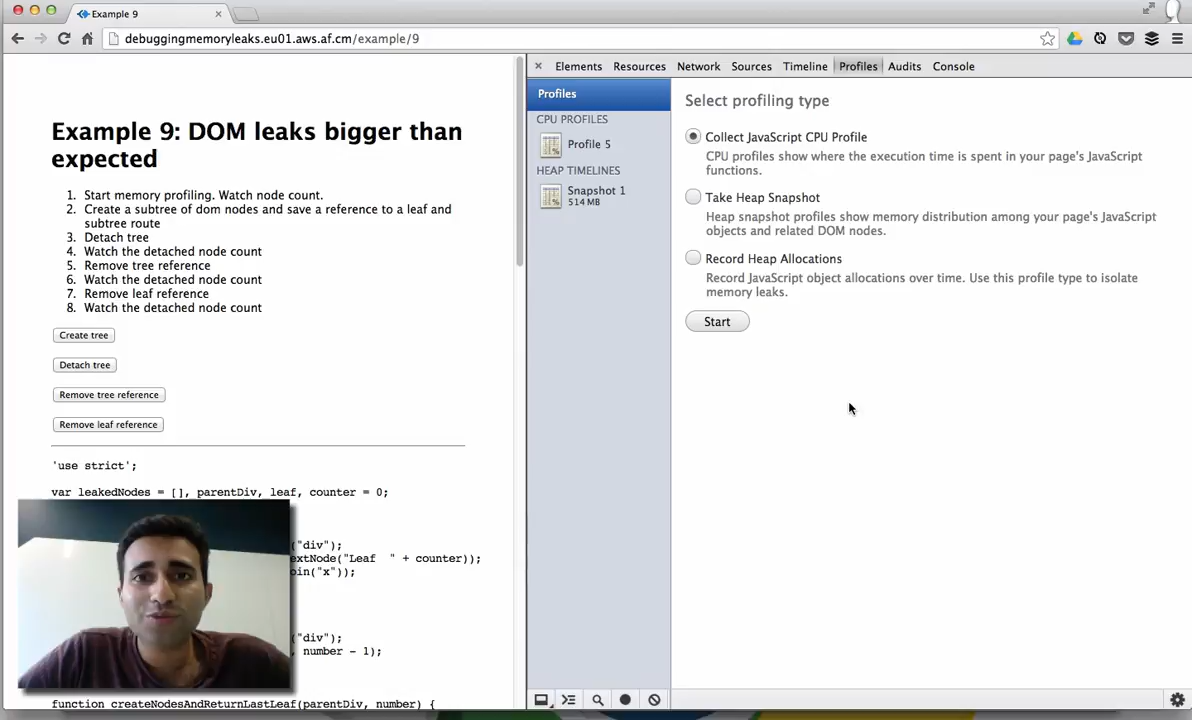 Example 9
debuggingmemoryleaks.eu01.aws.af.cm/example/9
Example 9: DOM leaks bigger than
expected
1. Start memory profiling. Watch node count.
2. Create a subtree of dom nodes and save a reference to a leaf and
subtree route
3. Detach tree
4. Watch the detached node count
5. Remove tree reference
6. Watch the detached node count
7. Remove leaf reference
8. Watch the detached node count
Create tree
Detach tree
Remove tree reference
Remove leaf reference
'use strict';
var leakedNodes = [], parentDiv, leaf, counter = 0;
("div");
extNode("Leaf  " + counter));
oin("x"));
("div");
, number - 1);
function createNodesAndReturnLastLeaf(parentDiv, number) {
Elements
Resources
Network
Sources
Timeline
Profiles
Audits
Console
Profiles
CPU PROFILES
Profile 5
HEAP TIMELINES
Snapshot 1
514 MB
Select profiling type
Collect JavaScript CPU Profile
CPU profiles show where the execution time is spent in your page's JavaScript
functions.
Take Heap Snapshot
Heap snapshot profiles show memory distribution among your page's JavaScript
objects and related DOM nodes.
Record Heap Allocations
Record JavaScript object allocations over time. Use this profile type to isolate
memory leaks.
Start